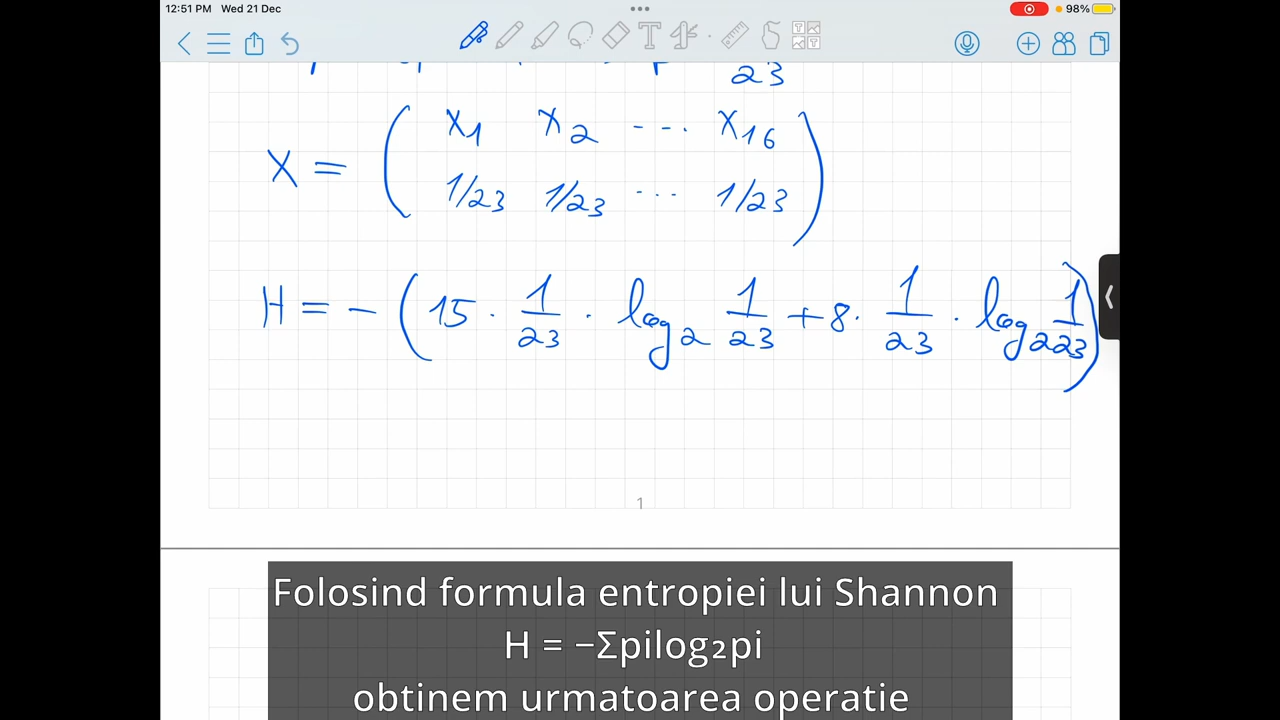 12:51 PM Wed 21 Dec
98%
23
X = ( x1 x2 ... x16
1/23 1/23 ... 1/23 )
H = - ( 15 · 1/23 · log2 1/23 + 8 · 1/23 · log2 1/23 )
1
Folosind formula entropiei lui Shannon
H = −Σpilog₂pi
obtinem urmatoarea operatie